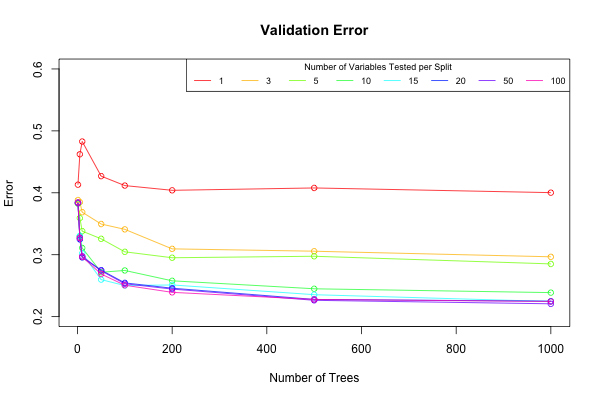 Validation Error
Number of Variables Tested per Split
1 3 5 10 15 20 50 100
Error
0.6
0.5
0.4
0.3
0.2
0 200 400 600 800 1000
Number of Trees